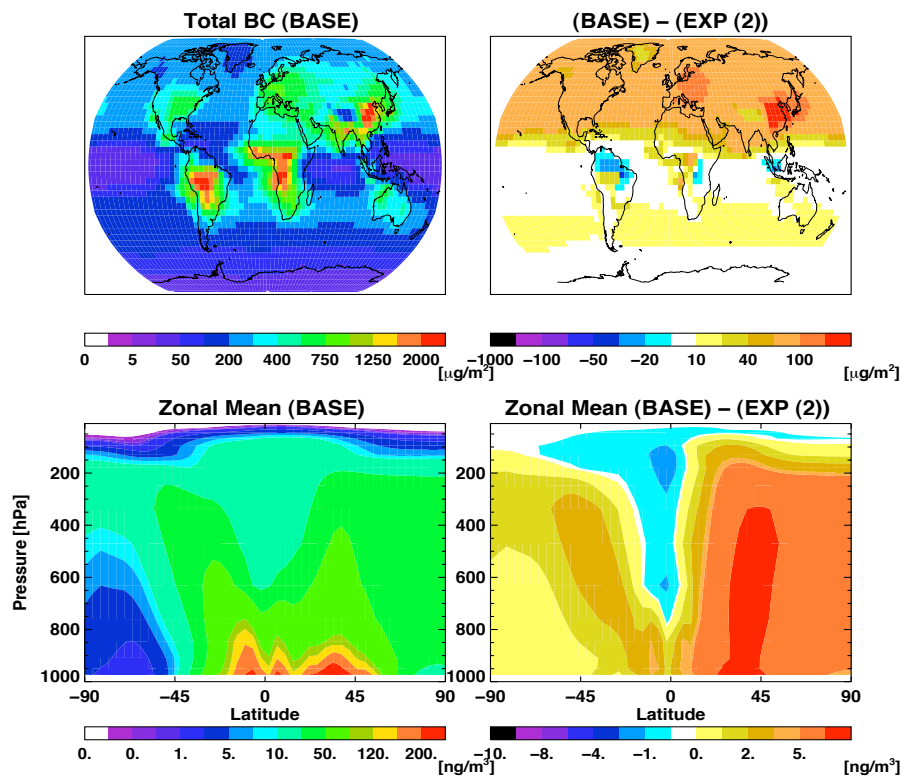 Total BC (BASE)
(BASE) − (EXP (2))
0 5 50 200 400 750 1250 2000
[μg/m²]
−1000 −100 −50 −20 10 40 100
[μg/m²]
Zonal Mean (BASE)
Zonal Mean (BASE) − (EXP (2))
Pressure [hPa]
200
400
600
800
1000
−90 −45 0 45 90
Latitude
200
400
600
800
1000
−90 −45 0 45 90
Latitude
0. 0. 1. 5. 10. 50. 120. 200.
[ng/m³]
−10. −8. −4. −1. 0. 2. 5.
[ng/m³]